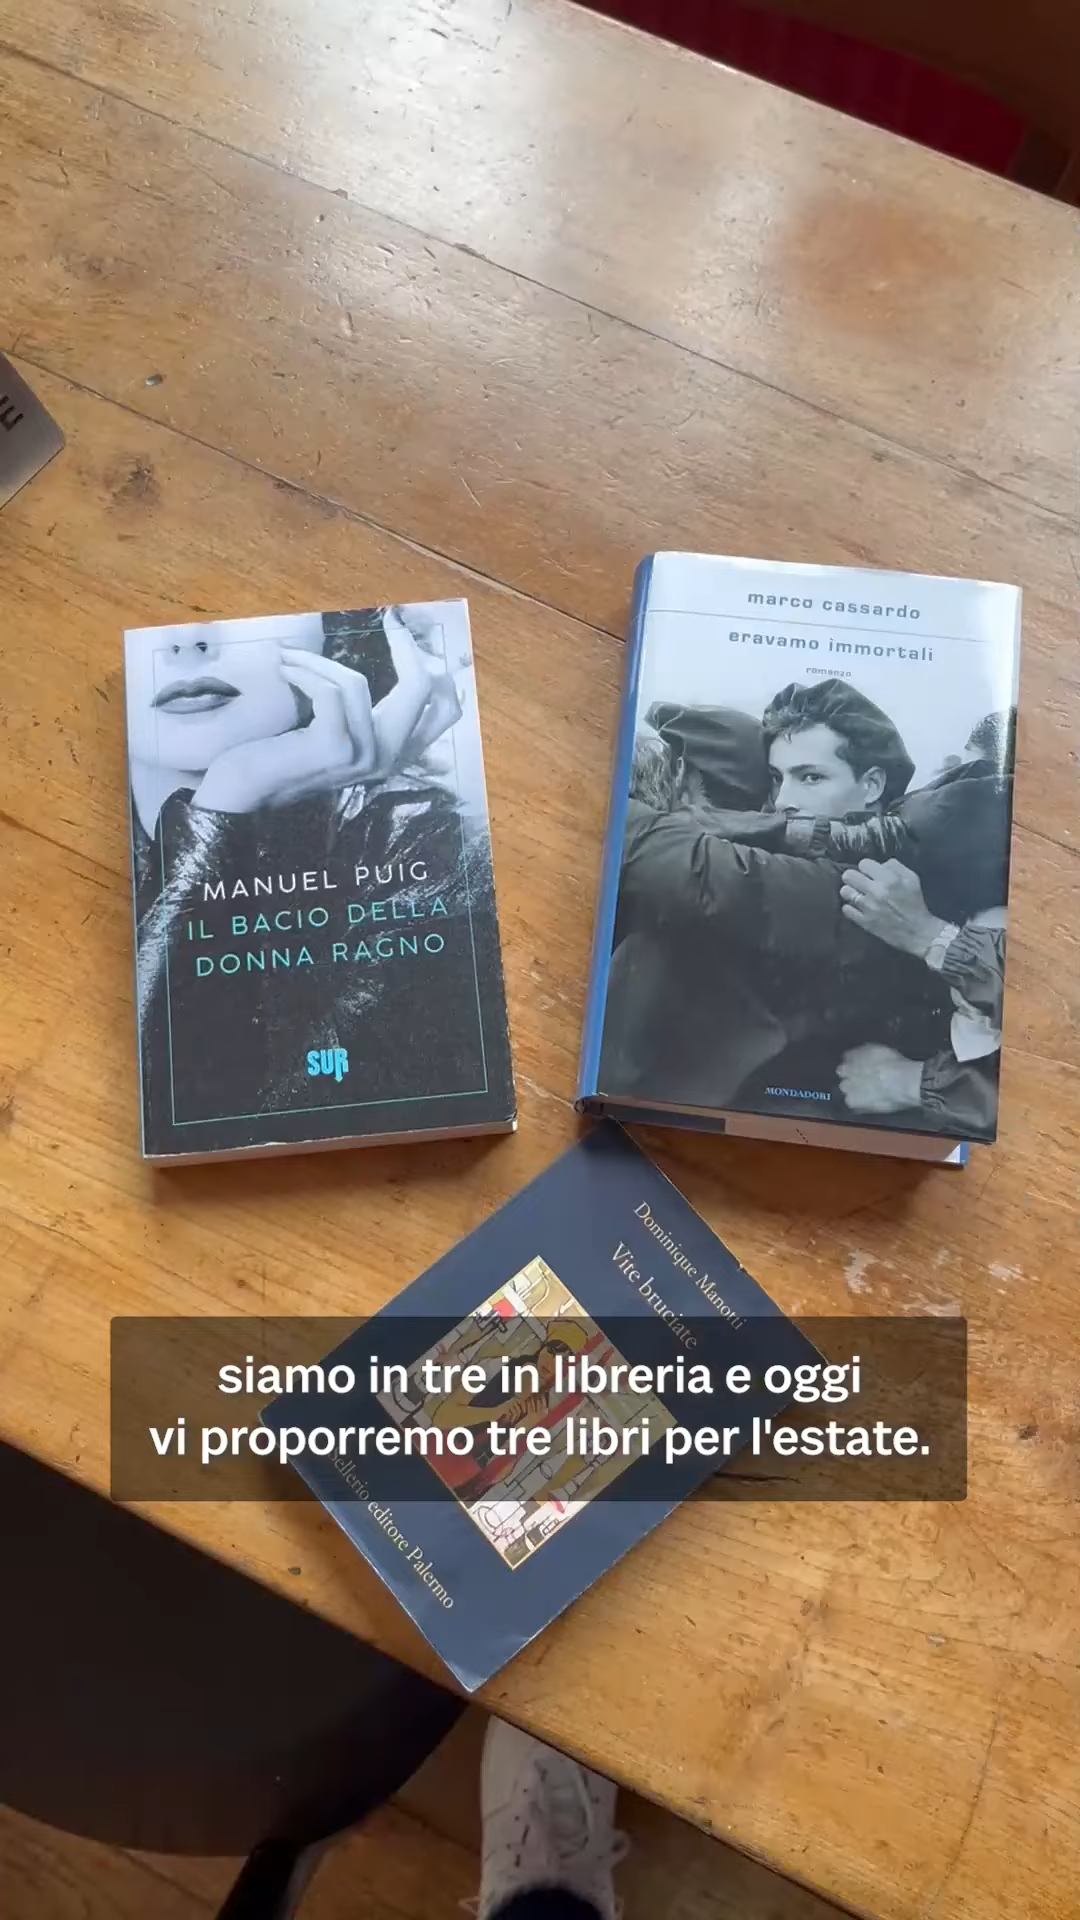 marco cassardo
eravamo immortali
romanzo
MONDADORI
MANUEL PUIG
IL BACIO DELLA
DONNA RAGNO
SUR
Dominique Manotti
Vite bruciate
siamo in tre in libreria e oggi
vi proporremo tre libri per l'estate.
editore Palermo